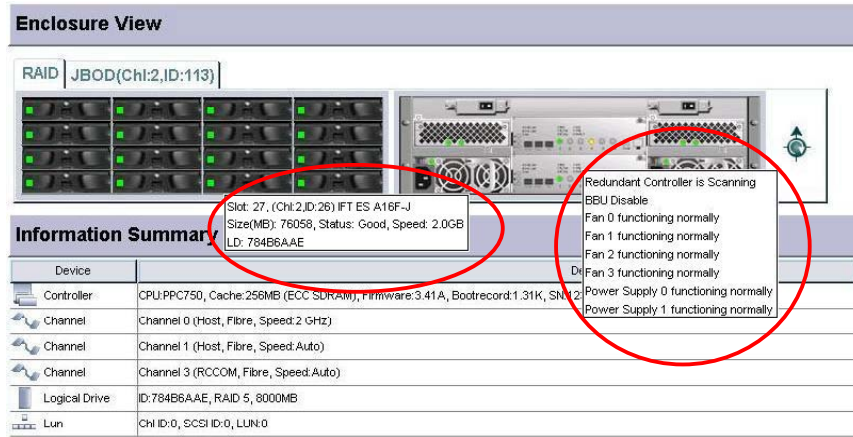 Enclosure View
RAID JBOD(Chl:2,ID:113)
Slot: 27, (Chl:2,ID:26) IFT ES A16F-J
Size(MB): 76058, Status: Good, Speed: 2.0GB
LD: 784B6AAE
Redundant Controller is Scanning
BBU Disable
Fan 0 functioning normally
Fan 1 functioning normally
Fan 2 functioning normally
Fan 3 functioning normally
Power Supply 0 functioning normally
Power Supply 1 functioning normally
Information Summary
Device
Controller CPU:PPC750, Cache:256MB (ECC SDRAM), Firmware:3.41A, Bootrecord:1.31K,
Channel Channel 0 (Host, Fibre, Speed:2 GHz)
Channel Channel 1 (Host, Fibre, Speed:Auto)
Channel Channel 3 (RCCOM, Fibre, Speed:Auto)
Logical Drive ID:784B6AAE, RAID 5, 8000MB
Lun Chl ID:0, SCSI ID:0, LUN:0